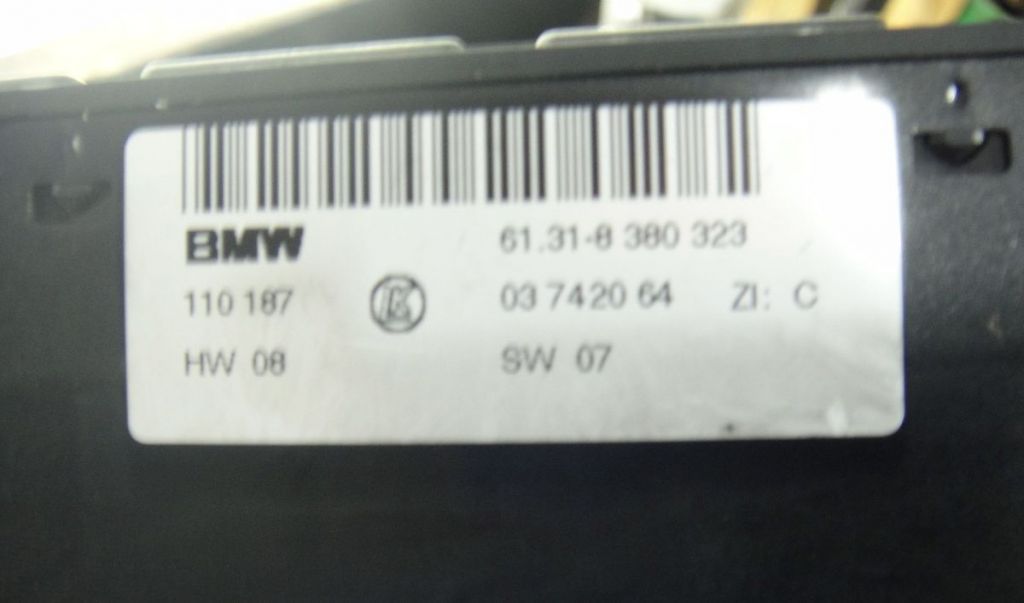 BMW 61.31-8 380 323
110 187 K 03 7420 64 ZI: C
HW 08 SW 07